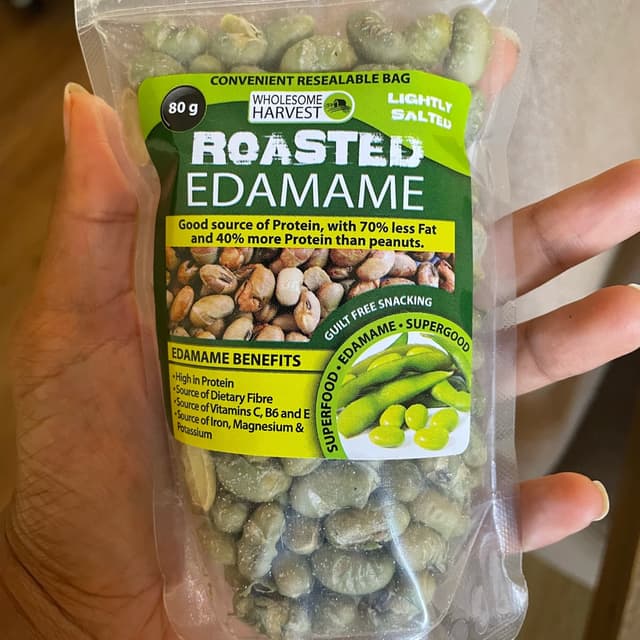 CONVENIENT RESEALABLE BAG
80 g
WHOLESOME
HARVEST
LIGHTLY
SALTED
ROASTED
EDAMAME
Good source of Protein, with 70% less Fat
and 40% more Protein than peanuts.
GUILT FREE SNACKING
SUPERFOOD • EDAMAME • SUPERGOOD
EDAMAME BENEFITS
•High in Protein
•Source of Dietary Fibre
•Source of Vitamins C, B6 and E
•Source of Iron, Magnesium &
Potassium